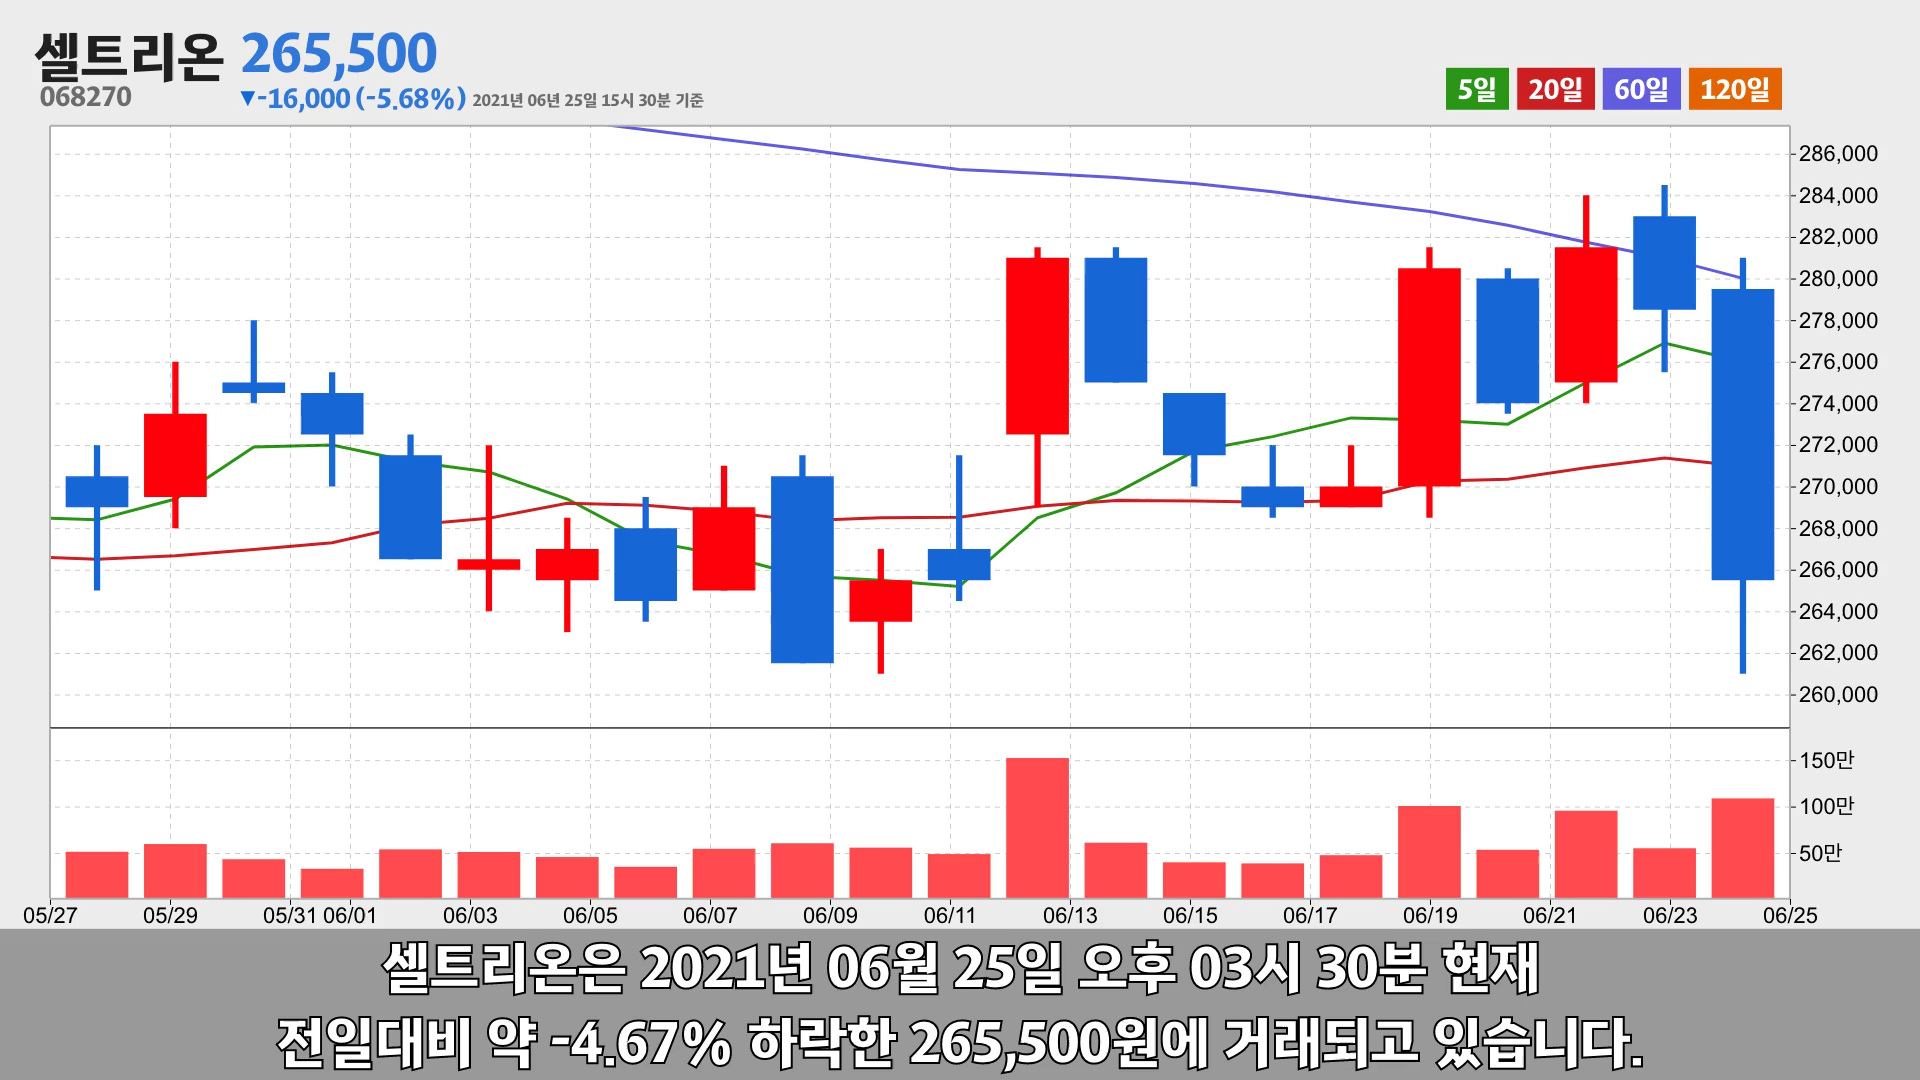 셀트리온 265,500
068270 ▼-16,000 (-5.68%) 2021년 06년 25일 15시 30분 기준
5일 20일 60일 120일
286,000
284,000
282,000
280,000
278,000
276,000
274,000
272,000
270,000
268,000
266,000
264,000
262,000
260,000
150만
100만
50만
05/27 05/29 05/31 06/01 06/03 06/05 06/07 06/09 06/11 06/13 06/15 06/17 06/19 06/21 06/23 06/25
셀트리온은 2021년 06월 25일 오후 03시 30분 현재
전일대비 약 -4.67% 하락한 265,500원에 거래되고 있습니다.